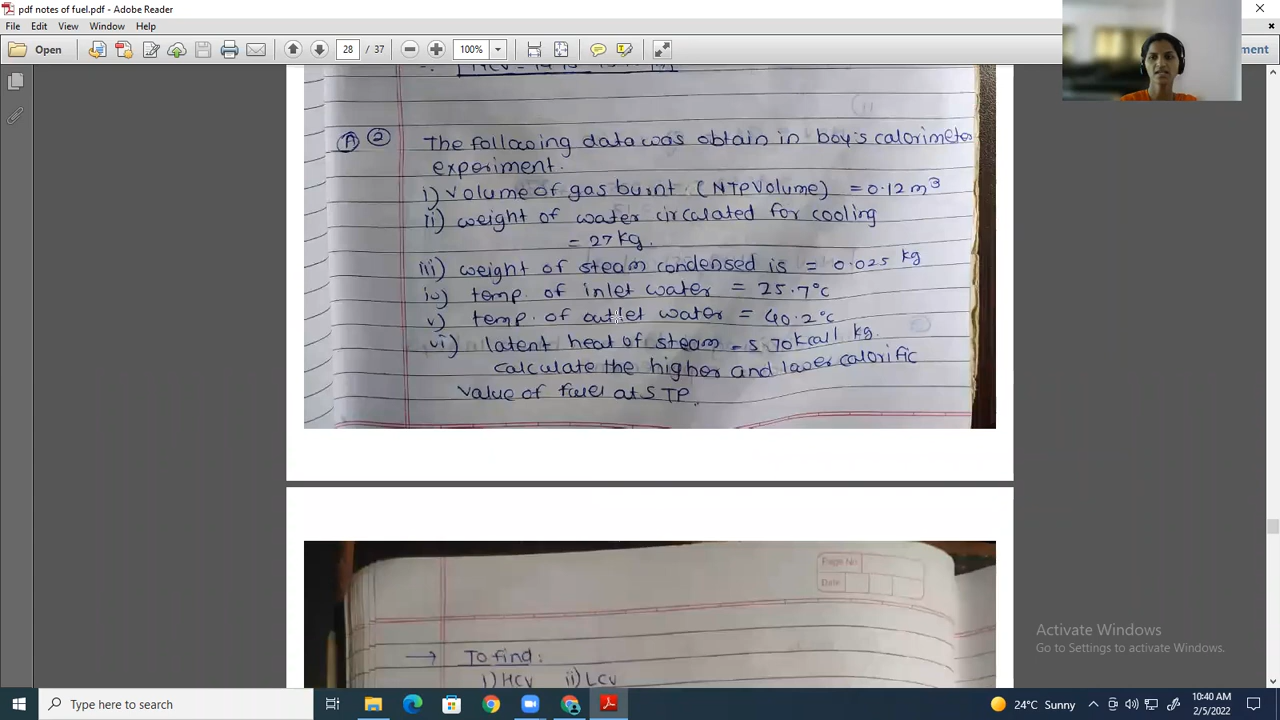 pdf notes of fuel.pdf - Adobe Reader
File Edit View Window Help
Open 28 / 37 100% Comment
A 2 The following data was obtain in boy's calorimeter
experiment.
i) volume of gas burnt. (NTP Volume) = 0.12 m3
ii) weight of water circulated for cooling
= 27 kg.
iii) weight of steam condensed is = 0.025 kg
iv) temp. of inlet water = 25.7°c
v) temp. of outlet water = 40.2°c
vi) latent heat of steam = 570 kcal/kg.
calculate the higher and lower calorific
value of fuel at STP.
Page No
Date:
→ To find:
i) HCV ii) LCV
Activate Windows
Go to Settings to activate Windows.
Type here to search
24°C Sunny
10:40 AM
2/5/2022